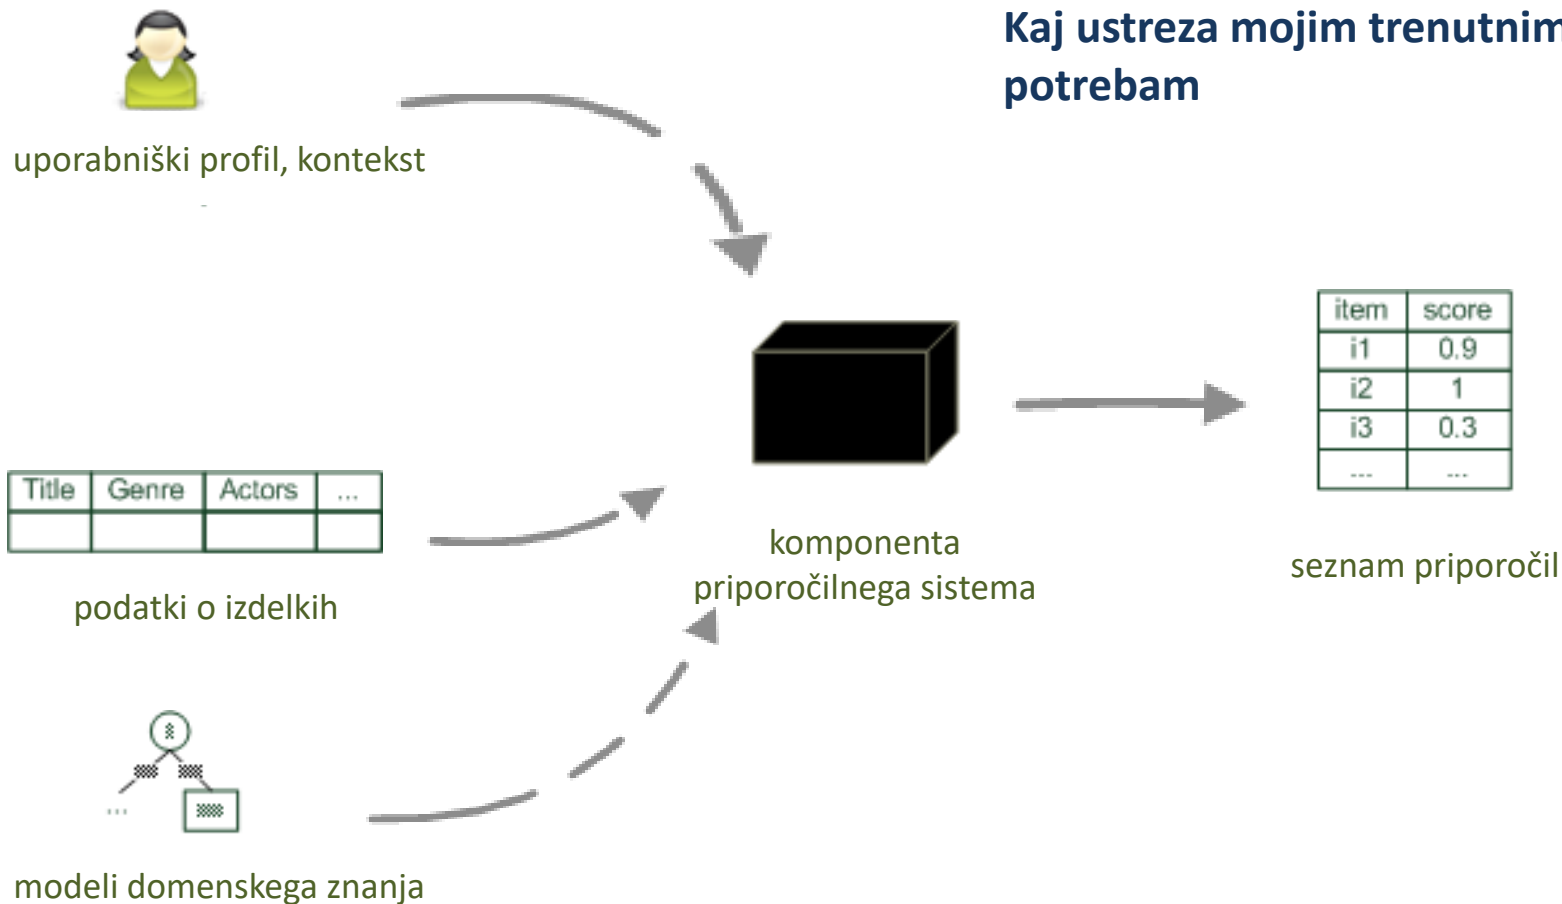 Kaj ustreza mojim trenutnim
potrebam
uporabniški profil, kontekst
item score
i1 0.9
i2 1
i3 0.3
... ...
Title Genre Actors ...
podatki o izdelkih
komponenta
priporočilnega sistema
seznam priporočil
...
modeli domenskega znanja